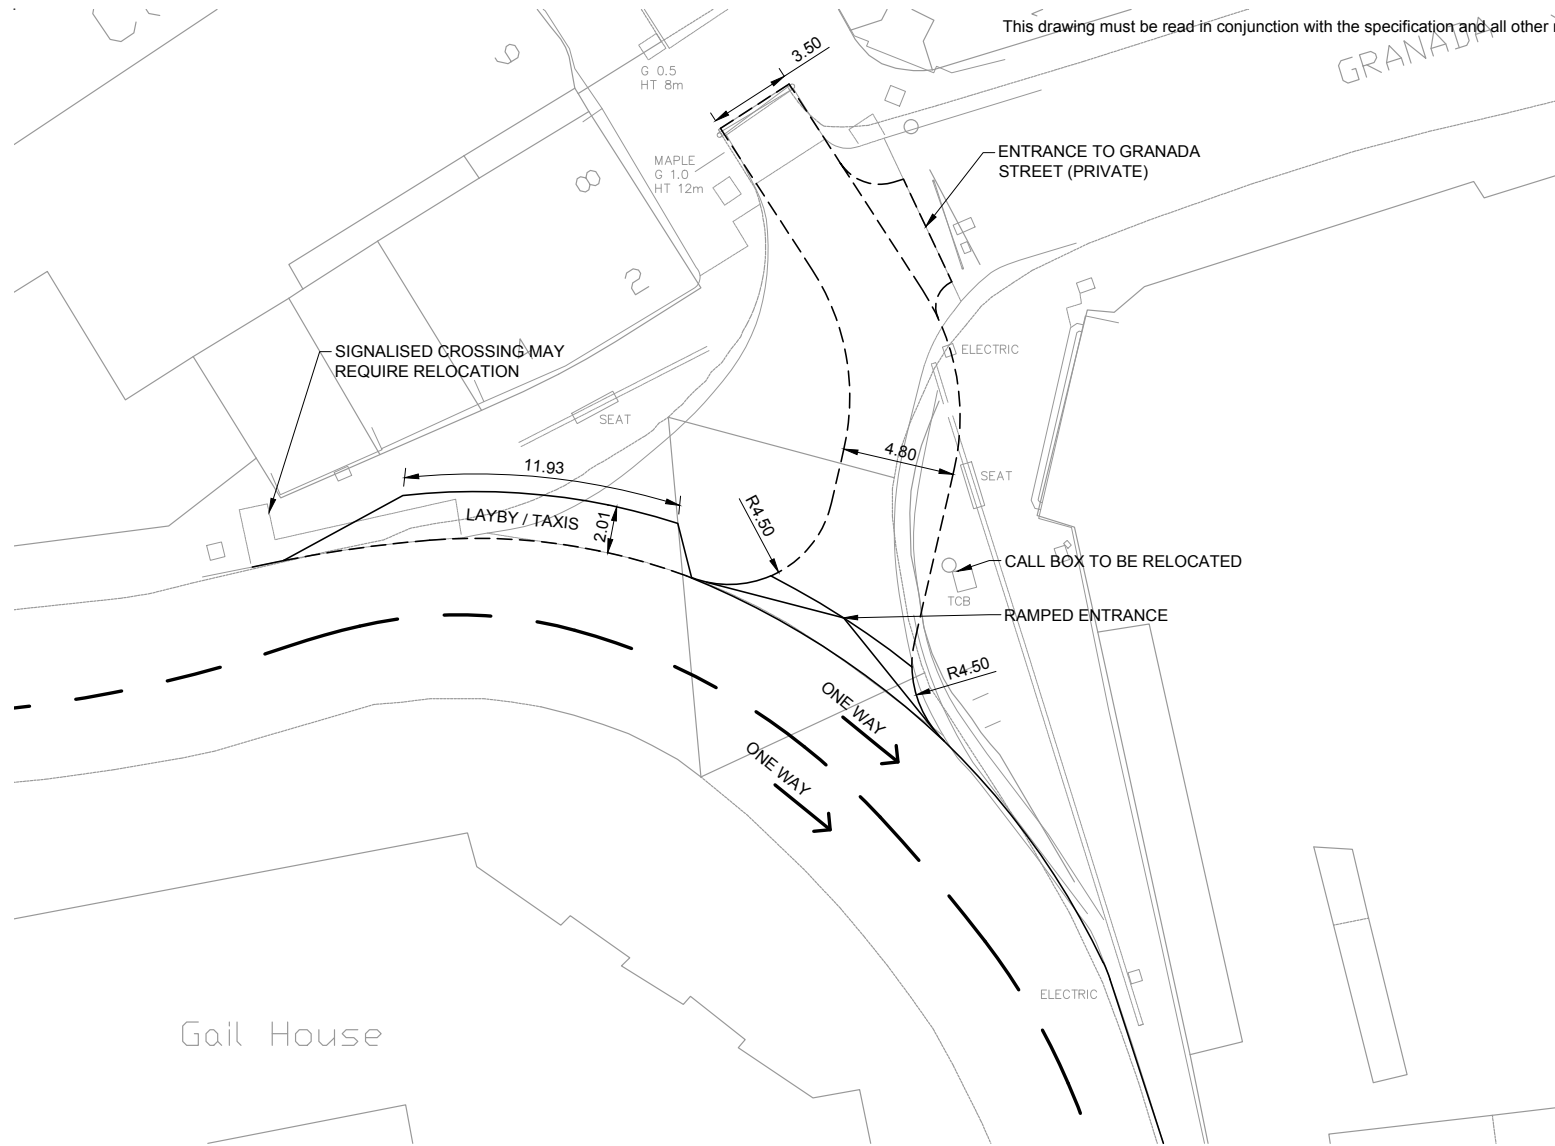 This drawing must be read in conjunction with the specification and all other
GRANADA
3.50
9
G 0.5
HT 8m
MAPLE
G 1.0
HT 12m
8
ENTRANCE TO GRANADA
STREET (PRIVATE)
2
SIGNALISED CROSSING MAY
REQUIRE RELOCATION
ELECTRIC
SEAT
11.93
4.80
SEAT
LAYBY / TAXIS
2.01
R4.50
CALL BOX TO BE RELOCATED
TCB
RAMPED ENTRANCE
R4.50
ONE WAY
ONE WAY
ELECTRIC
Gail House